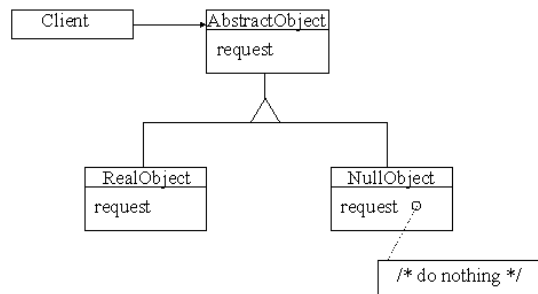 Client
AbstractObject
request
RealObject
NullObject
request
request
/* do nothing */